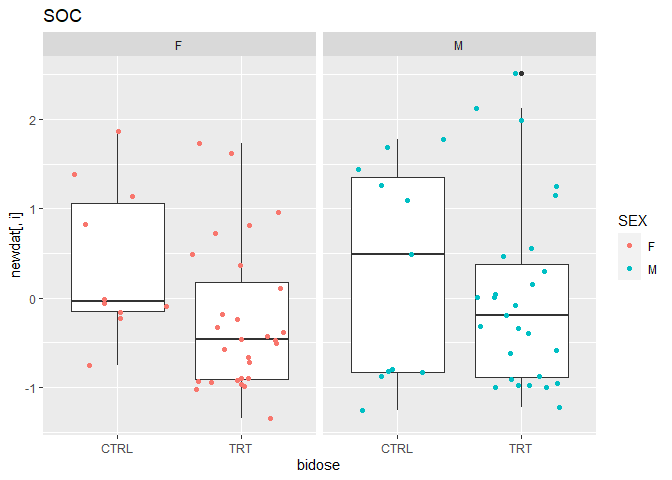 SOC
F
M
newdat[, i]
2
1
0
-1
CTRL
TRT
CTRL
TRT
bidose
SEX
F
M